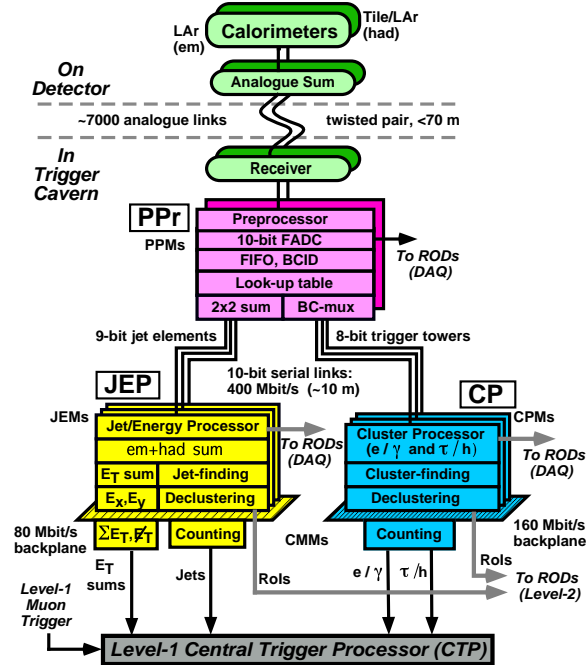 LAr
(em)
Calorimeters
Tile/LAr
(had)
On
Detector
Analogue Sum
~7000 analogue links
twisted pair, <70 m
In
Trigger
Cavern
Receiver
PPr
PPMs
Preprocessor
10-bit FADC
FIFO, BCID
Look-up table
2x2 sum
BC-mux
To RODs
(DAQ)
9-bit jet elements
8-bit trigger towers
10-bit serial links:
400 Mbit/s (~10 m)
JEP
JEMs
Jet/Energy Processor
em+had sum
ET sum
Jet-finding
Ex,Ey
Declustering
To RODs
(DAQ)
CP
CPMs
Cluster Processor
(e / γ and τ / h)
Cluster-finding
Declustering
To RODs
(DAQ)
80 Mbit/s
backplane
ΣET,E̸T
Counting
CMMs
Counting
160 Mbit/s
backplane
ET
sums
Jets
RoIs
e / γ
τ / h
RoIs
To RODs
(Level-2)
Level-1
Muon
Trigger
Level-1 Central Trigger Processor (CTP)